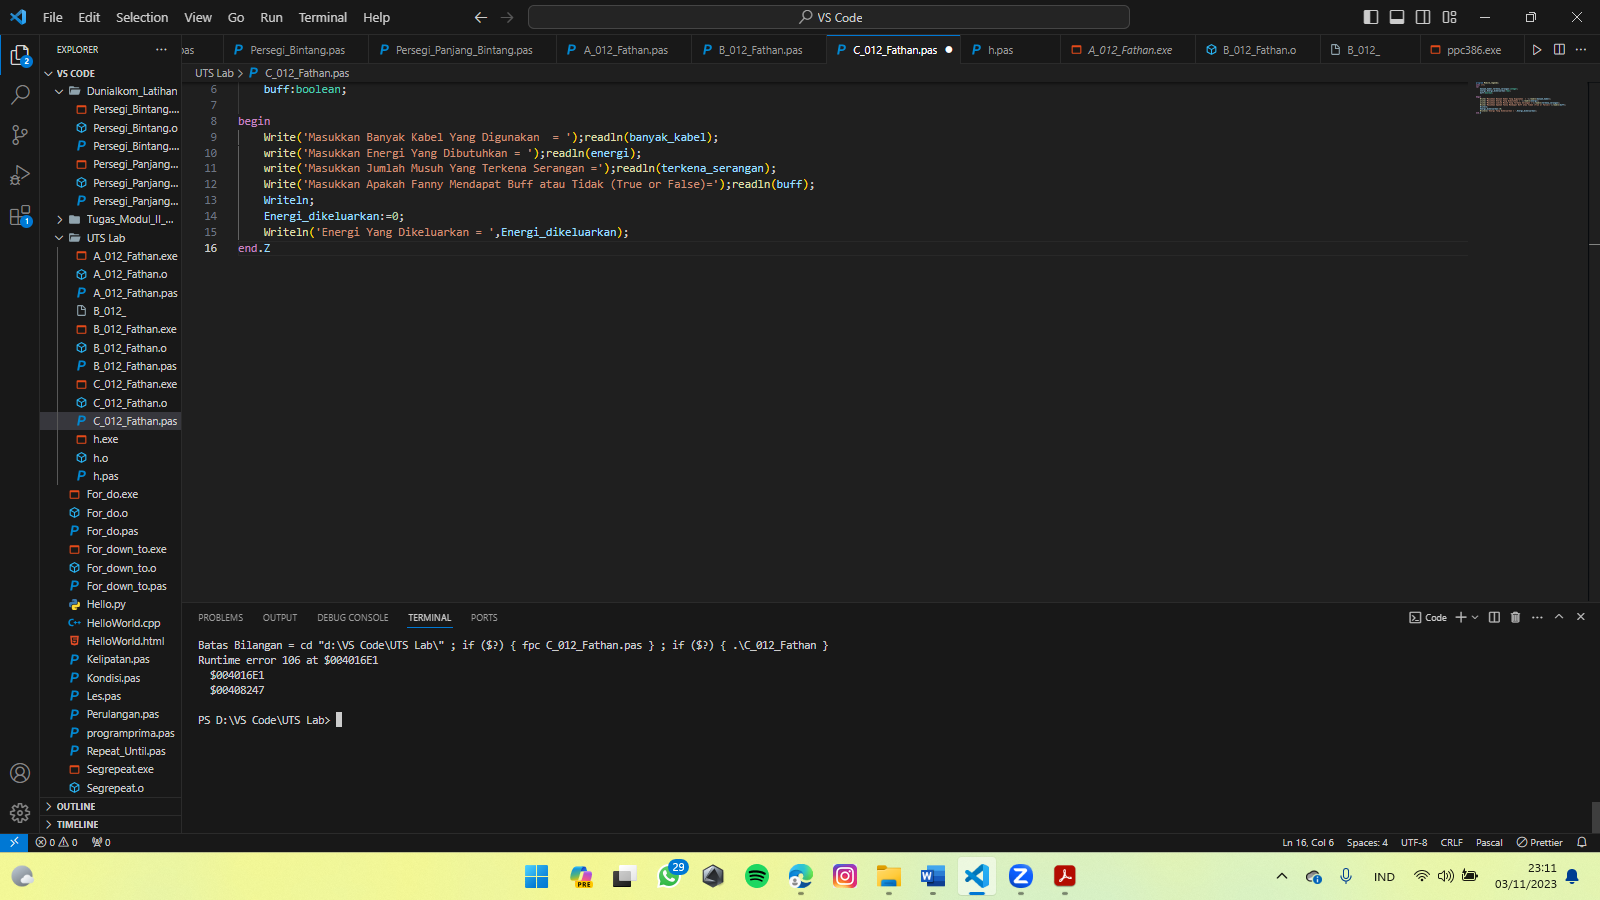 File Edit Selection View Go Run Terminal Help
VS Code
EXPLORER
pas Persegi_Bintang.pas Persegi_Panjang_Bintang.pas A_012_Fathan.pas B_012_Fathan.pas C_012_Fathan.pas h.pas A_012_Fathan.exe B_012_Fathan.o B_012_ ppc386.exe
UTS Lab > C_012_Fathan.pas
VS CODE
Dunialkom_Latihan
Persegi_Bintang....
Persegi_Bintang.o
Persegi_Bintang....
Persegi_Panjang...
Persegi_Panjang...
Persegi_Panjang...
Tugas_Modul_II_...
UTS Lab
A_012_Fathan.exe
A_012_Fathan.o
A_012_Fathan.pas
B_012_
B_012_Fathan.exe
B_012_Fathan.o
B_012_Fathan.pas
C_012_Fathan.exe
C_012_Fathan.o
C_012_Fathan.pas
h.exe
h.o
h.pas
For_do.exe
For_do.o
For_do.pas
For_down_to.exe
For_down_to.o
For_down_to.pas
Hello.py
HelloWorld.cpp
HelloWorld.html
Kelipatan.pas
Kondisi.pas
Les.pas
Perulangan.pas
programprima.pas
Repeat_Until.pas
Segrepeat.exe
Segrepeat.o
OUTLINE
TIMELINE
6 buff:boolean;
7
8 begin
9 Write('Masukkan Banyak Kabel Yang Digunakan  = ');readln(banyak_kabel);
10 write('Masukkan Energi Yang Dibutuhkan = ');readln(energi);
11 write('Masukkan Jumlah Musuh Yang Terkena Serangan =');readln(terkena_serangan);
12 Write('Masukkan Apakah Fanny Mendapat Buff atau Tidak (True or False)=');readln(buff);
13 Writeln;
14 Energi_dikeluarkan:=0;
15 Writeln('Energi Yang Dikeluarkan = ',Energi_dikeluarkan);
16 end.Z
PROBLEMS OUTPUT DEBUG CONSOLE TERMINAL PORTS
Code
Batas Bilangan = cd "d:\VS Code\UTS Lab\" ; if ($?) { fpc C_012_Fathan.pas } ; if ($?) { .\C_012_Fathan }
Runtime error 106 at $004016E1
$004016E1
$00408247
PS D:\VS Code\UTS Lab>
0 0 0
Ln 16, Col 6 Spaces: 4 UTF-8 CRLF Pascal Prettier
2
1
PRE
29
IND
23:11
03/11/2023